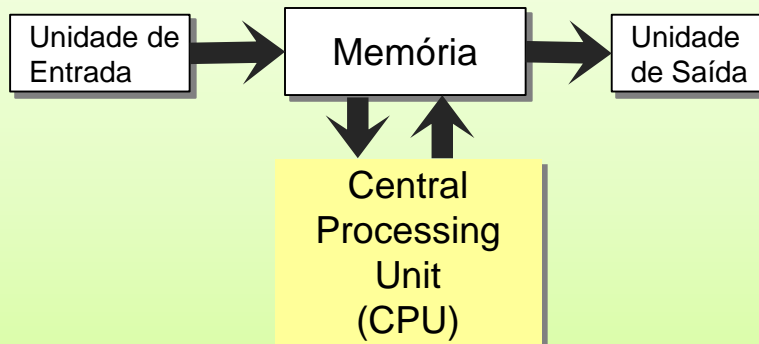 Unidade de
Entrada
Memória
Unidade
de Saída
Central
Processing
Unit
(CPU)